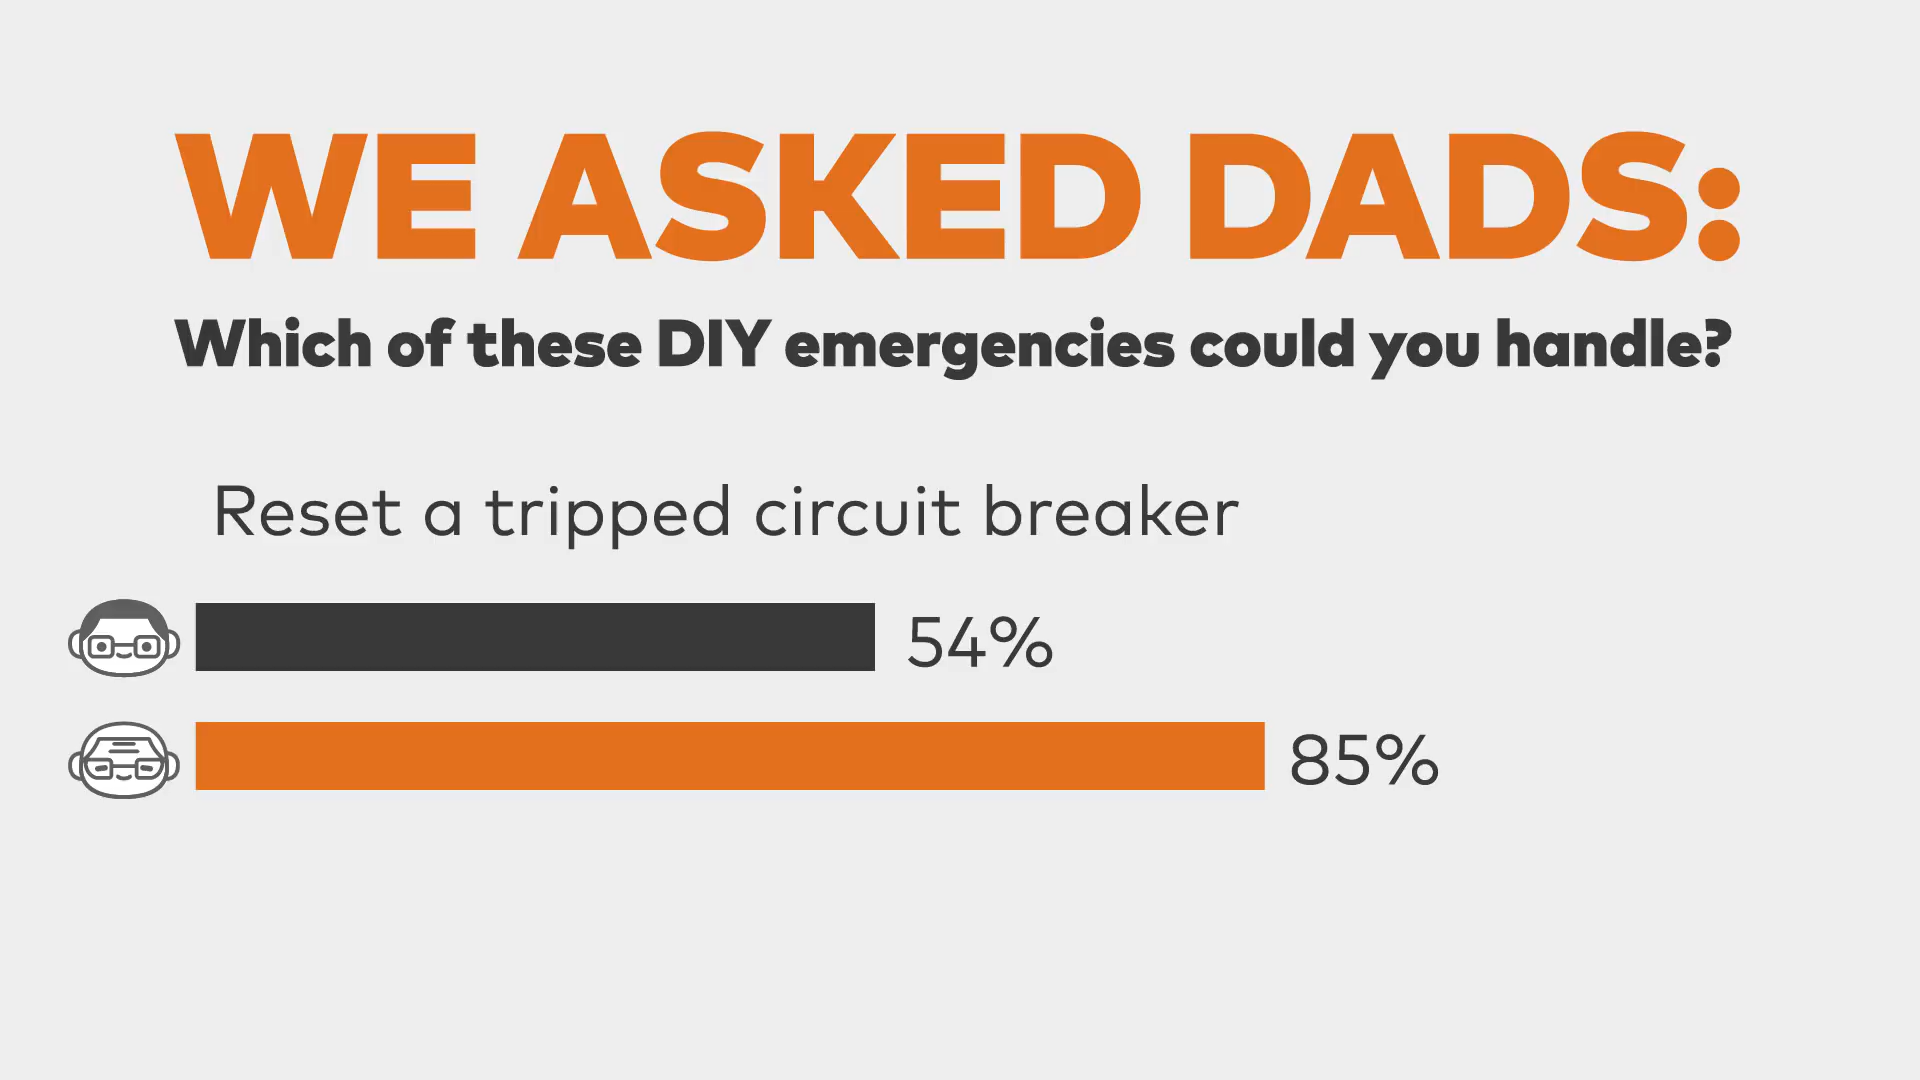 WE ASKED DADS:
Which of these DIY emergencies could you handle?
Reset a tripped circuit breaker
54%
85%